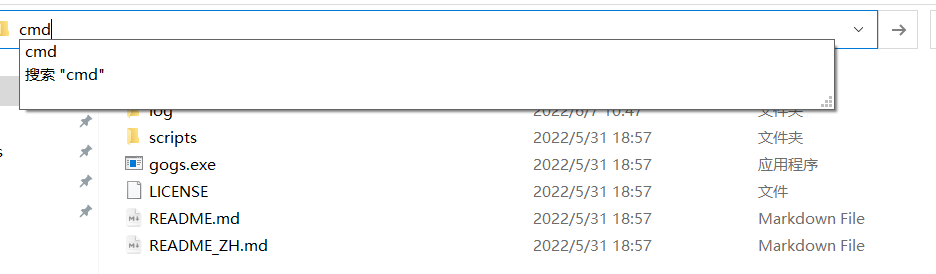 cmd
cmd
搜索 "cmd"
log 2022/6/7 10:47 文件夹
s scripts 2022/5/31 18:57 文件夹
gogs.exe 2022/5/31 18:57 应用程序
LICENSE 2022/5/31 18:57 文件
README.md 2022/5/31 18:57 Markdown File
README_ZH.md 2022/5/31 18:57 Markdown File